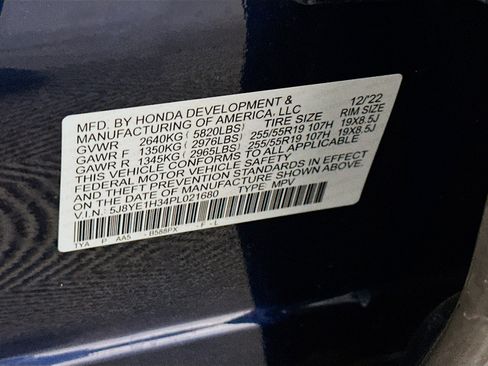 MFD. BY HONDA DEVELOPMENT & 12/'22
MANUFACTURING OF AMERICA, LLC
GVWR 2640KG ( 5820LBS) TIRE SIZE RIM SIZE
GAWR F 1350KG ( 2976LBS) 255/55R19 107H 19X8.5J
GAWR R 1345KG ( 2965LBS) 255/55R19 107H 19X8.5J
THIS VEHICLE CONFORMS TO ALL APPLICABLE
FEDERAL MOTOR VEHICLE SAFETY
AND THEFT PREVENTION STANDARDS IN EFFECT
ON THE DATE OF MANUFACTURE SHOWN ABOVE.
V.I.N.: 5J8YE1H34PL021680 TYPE: MPV
TYA P AA5 - B588PX - F - L